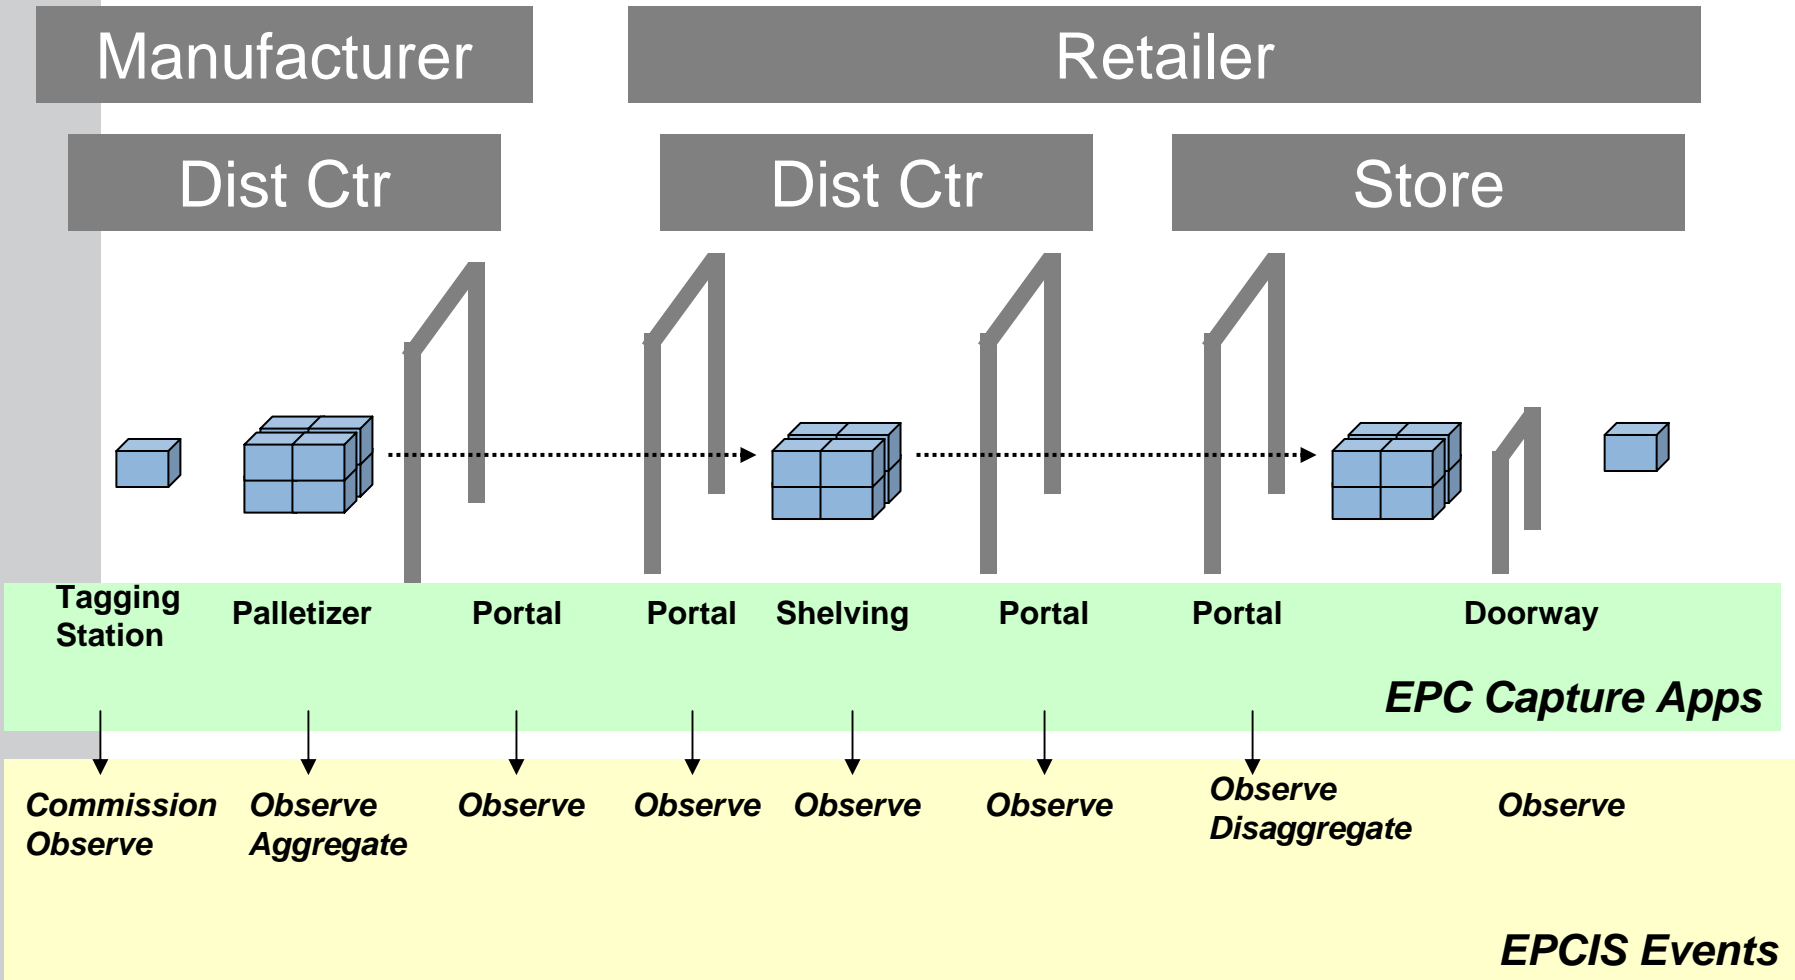 Manufacturer
Retailer
Dist Ctr
Dist Ctr
Store
Tagging
Station
Palletizer
Portal
Portal
Shelving
Portal
Portal
Doorway
EPC Capture Apps
Commission
Observe
Observe
Aggregate
Observe
Observe
Observe
Observe
Observe
Disaggregate
Observe
EPCIS Events